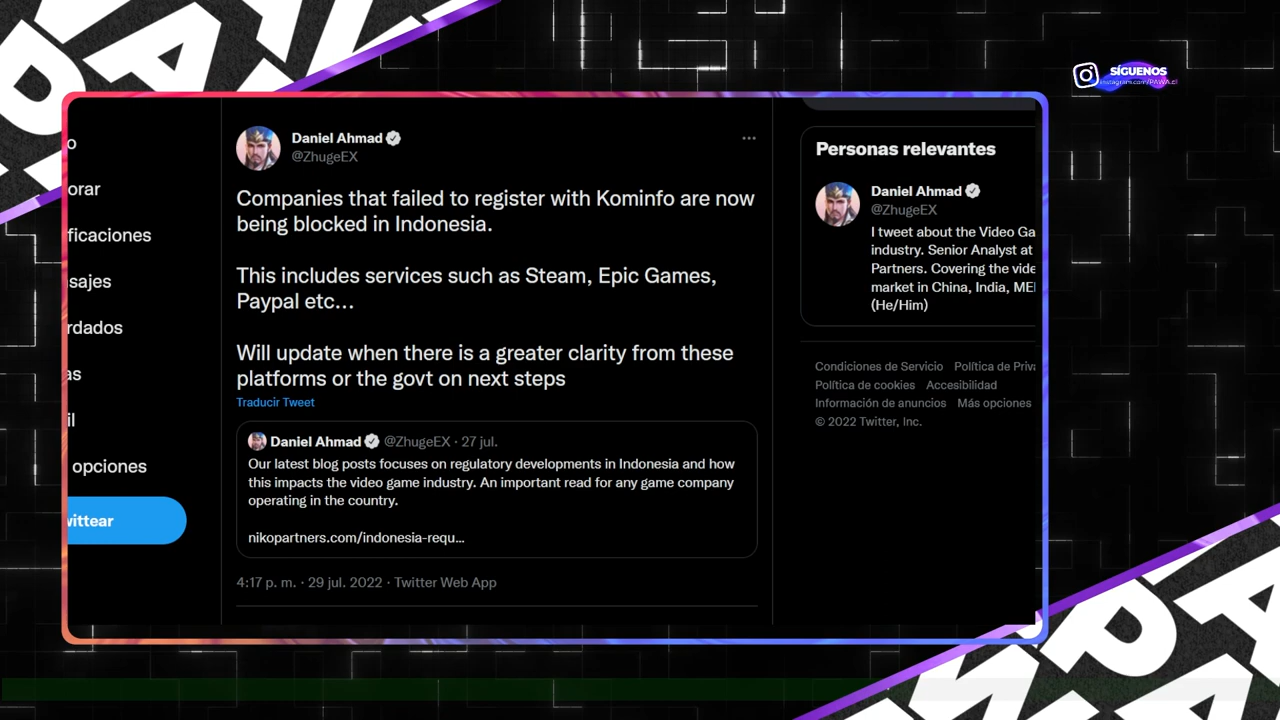 SÍGUENOS
Daniel Ahmad
@ZhugeEX
Companies that failed to register with Kominfo are now
being blocked in Indonesia.
This includes services such as Steam, Epic Games,
Paypal etc...
Will update when there is a greater clarity from these
platforms or the govt on next steps
Traducir Tweet
Daniel Ahmad @ZhugeEX · 27 jul.
Our latest blog posts focuses on regulatory developments in Indonesia and how
this impacts the video game industry. An important read for any game company
operating in the country.
nikopartners.com/indonesia-requ...
4:17 p. m. · 29 jul. 2022 · Twitter Web App
o
orar
ficaciones
sajes
rdados
as
il
opciones
vittear
Personas relevantes
Daniel Ahmad
@ZhugeEX
I tweet about the Video Ga
industry. Senior Analyst at
Partners. Covering the vide
market in China, India, ME
(He/Him)
Condiciones de Servicio Política de Priva
Política de cookies Accesibilidad
Información de anuncios Más opciones
© 2022 Twitter, Inc.